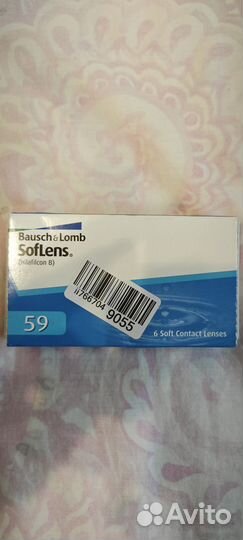 Bausch & Lomb
SofLens®
(hilafilcon B)
9055
59
6 Soft Contact Lenses
Avito